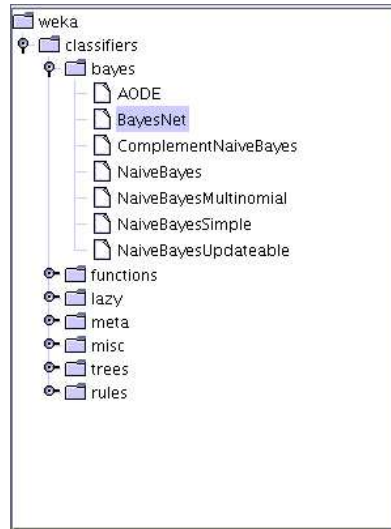 weka
classifiers
bayes
AODE
BayesNet
ComplementNaiveBayes
NaiveBayes
NaiveBayesMultinomial
NaiveBayesSimple
NaiveBayesUpdateable
functions
lazy
meta
misc
trees
rules